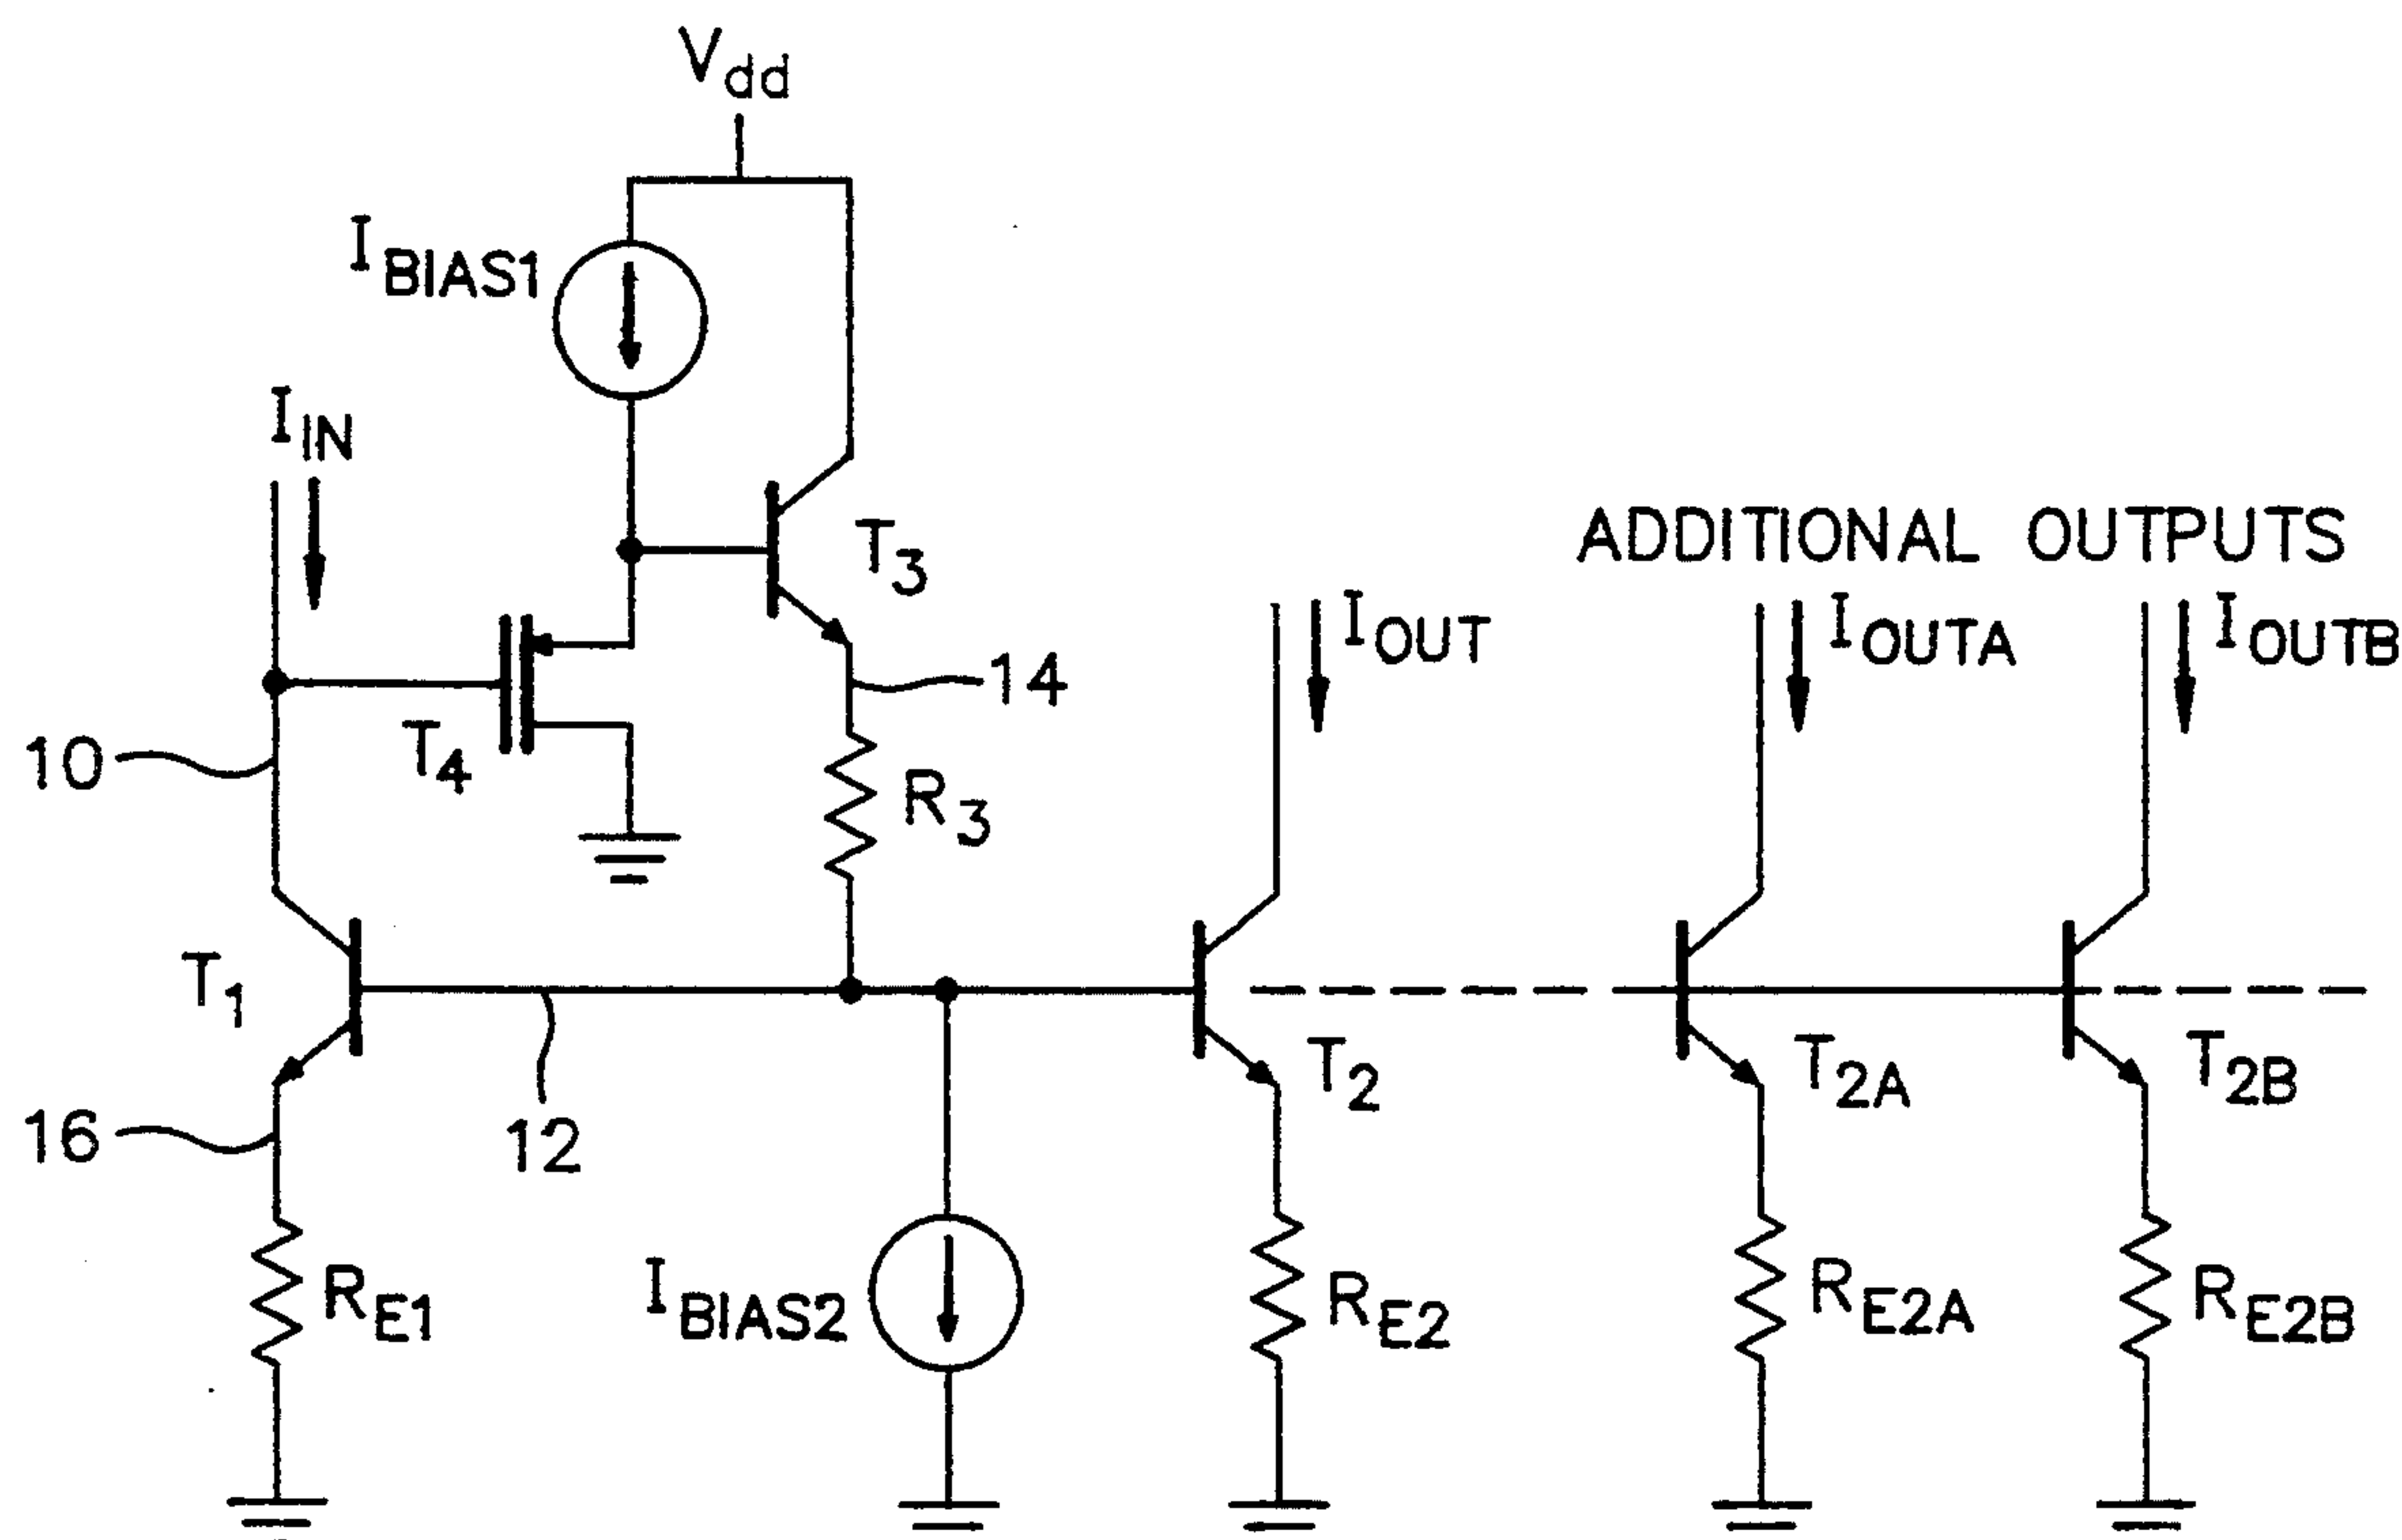 Vdd
IBIAS1
IIN
T3
ADDITIONAL OUTPUTS
IOUT
IOUTA
IOUTB
14
10
T4
R3
T1
T2
T2A
T2B
16
12
RE1
IBIAS2
RE2
RE2A
RE2B